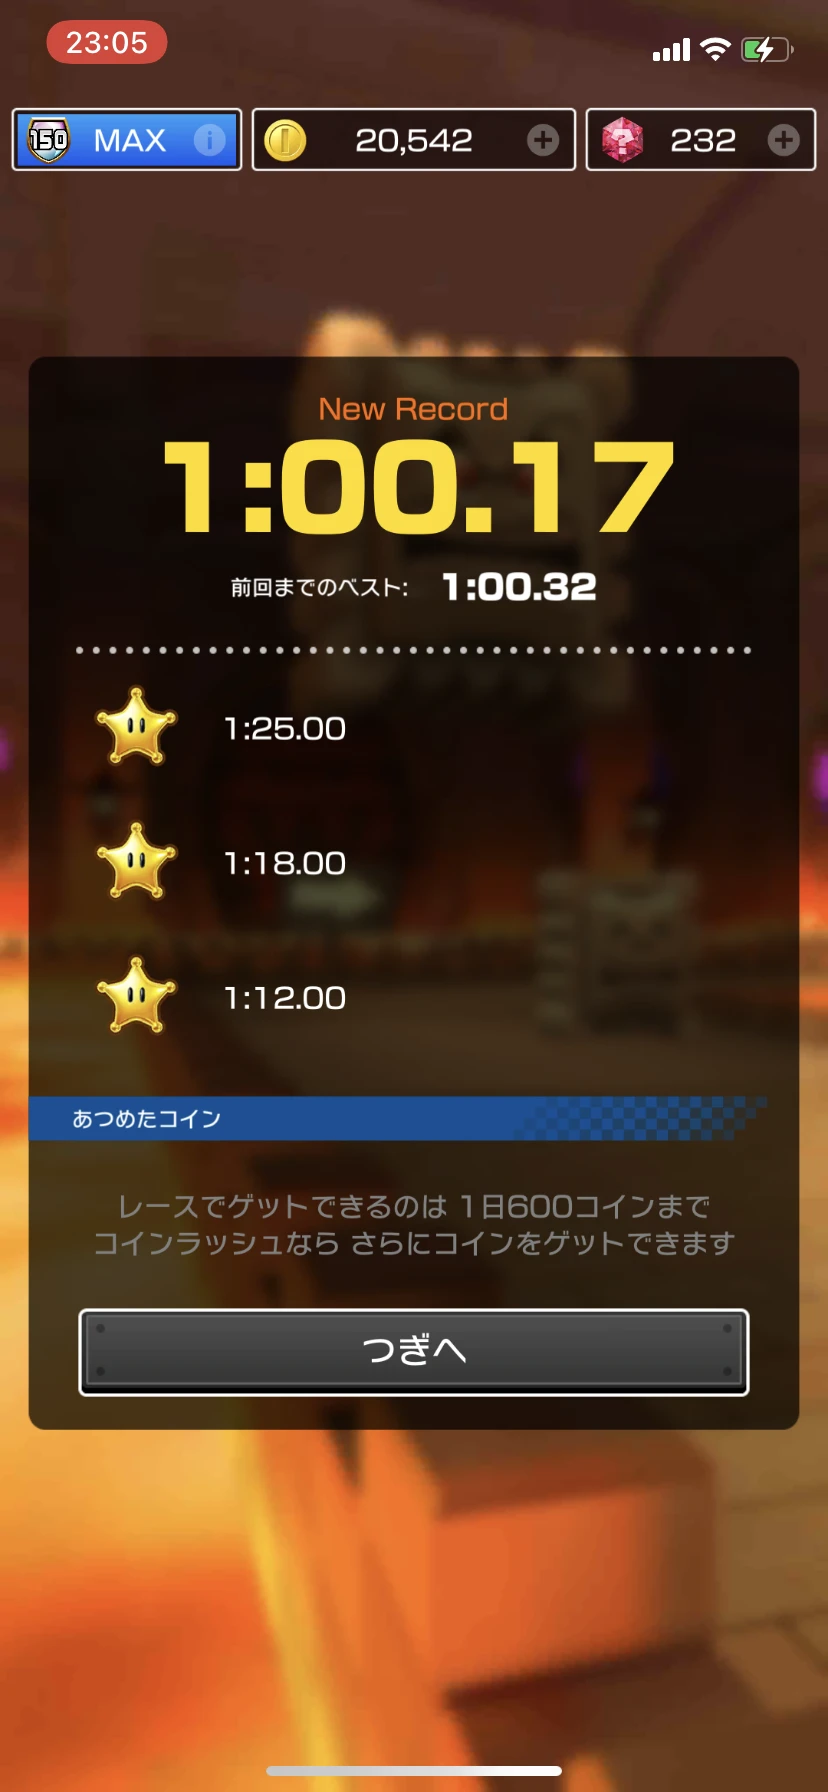 23:05
150 MAX i 20,542 + 232 +
New Record
1:00.17
前回までのベスト: 1:00.32
1:25.00
1:18.00
1:12.00
あつめたコイン
レースでゲットできるのは 1日600コインまで
コインラッシュなら さらにコインをゲットできます
つぎへ